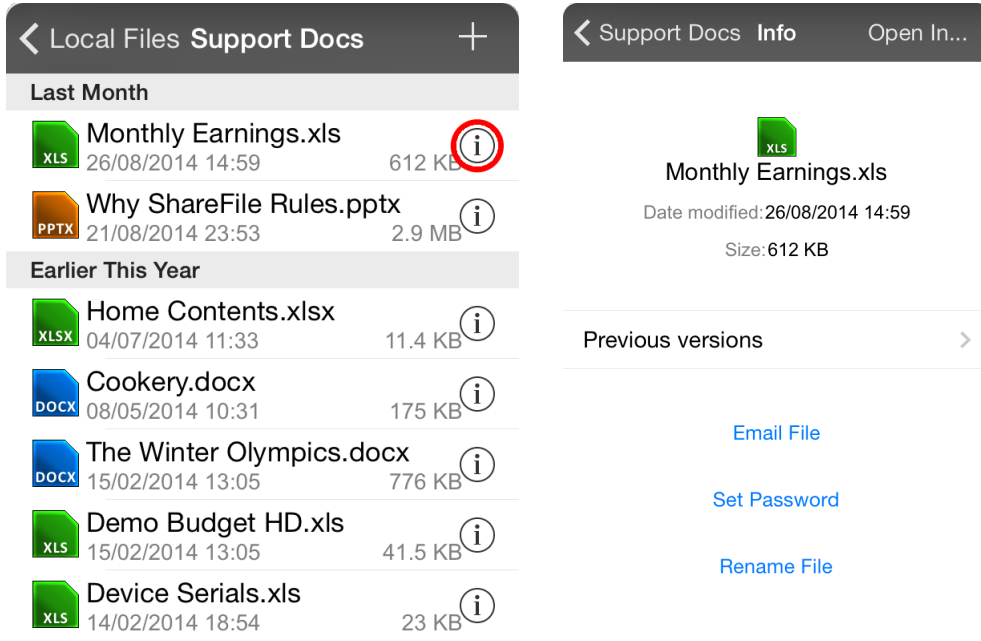 Local Files Support Docs +
Last Month
Monthly Earnings.xls
XLS
26/08/2014 14:59 612 KB i
Why ShareFile Rules.pptx
PPTX
21/08/2014 23:53 2.9 MB i
Earlier This Year
Home Contents.xlsx
XLSX
04/07/2014 11:33 11.4 KB i
Cookery.docx
DOCX
08/05/2014 10:31 175 KB i
The Winter Olympics.docx
DOCX
15/02/2014 13:05 776 KB i
Demo Budget HD.xls
XLS
15/02/2014 13:05 41.5 KB i
Device Serials.xls
XLS
14/02/2014 18:54 23 KB i
Support Docs Info Open In...
XLS
Monthly Earnings.xls
Date modified:26/08/2014 14:59
Size:612 KB
Previous versions
Email File
Set Password
Rename File